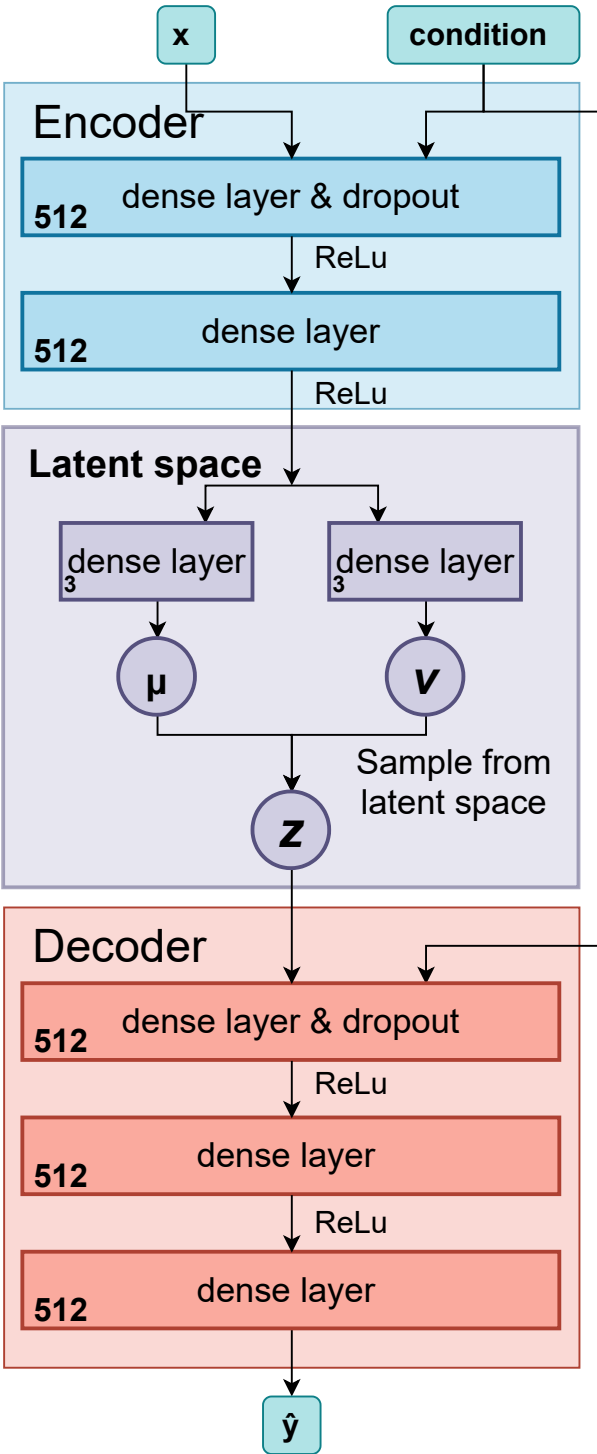 x
condition
Encoder
dense layer & dropout
512
ReLu
dense layer
512
ReLu
Latent space
dense layer
3
dense layer
3
μ
v
Sample from
latent space
z
Decoder
dense layer & dropout
512
ReLu
dense layer
512
ReLu
dense layer
512
ŷ